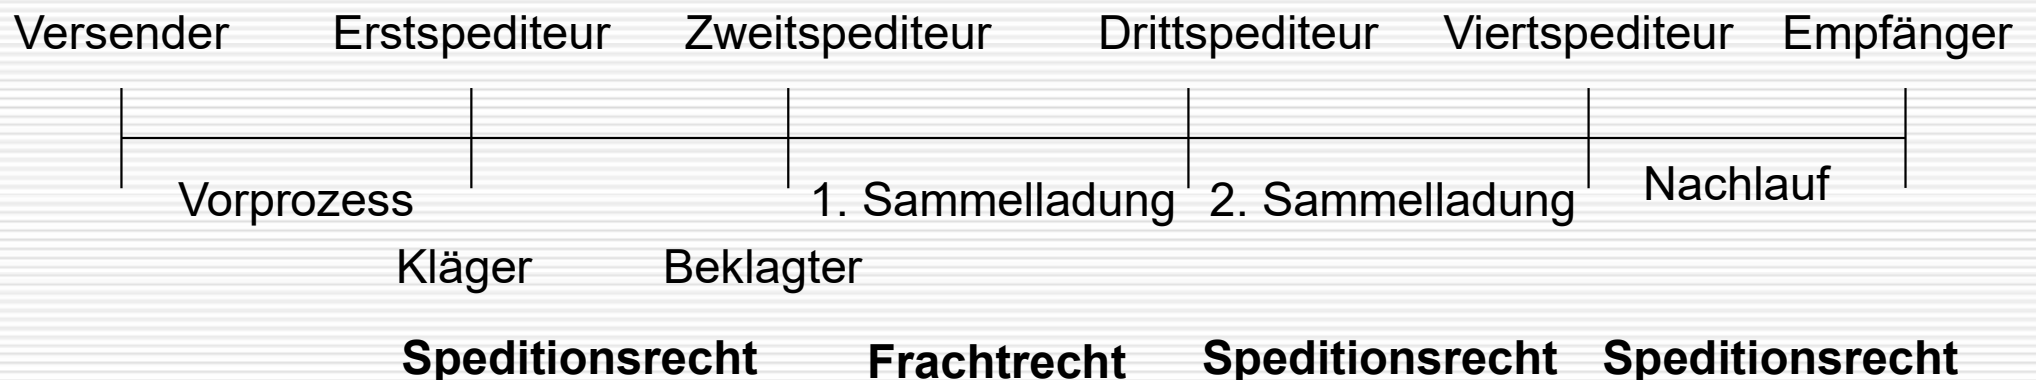 Versender Erstspediteur Zweitspediteur Drittspediteur Viertspediteur Empfänger
Vorprozess 1. Sammelladung 2. Sammelladung Nachlauf
Kläger Beklagter
Speditionsrecht Frachtrecht Speditionsrecht Speditionsrecht